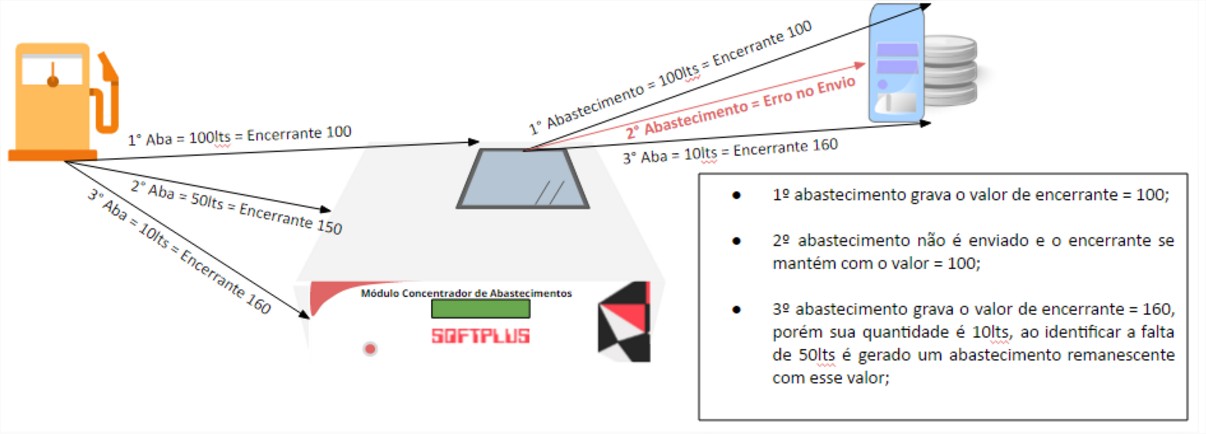 1° Aba = 100lts = Encerrante 100
2° Aba = 50lts = Encerrante 150
3° Aba = 10lts = Encerrante 160
1° Abastecimento = 100lts = Encerrante 100
2° Abastecimento = Erro no Envio
3° Aba = 10lts = Encerrante 160
Módulo Concentrador de Abastecimentos
SOFTPLUS
● 1º abastecimento grava o valor de encerrante = 100;
● 2º abastecimento não é enviado e o encerrante se
mantém com o valor = 100;
● 3º abastecimento grava o valor de encerrante = 160,
porém sua quantidade é 10lts, ao identificar a falta
de 50lts é gerado um abastecimento remanescente
com esse valor;